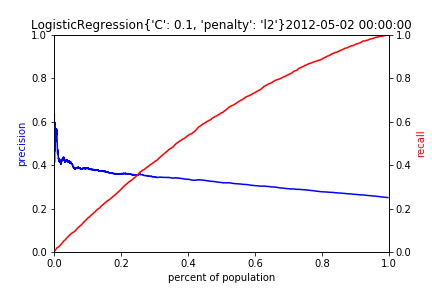 LogisticRegression{'C': 0.1, 'penalty': 'l2'}2012-05-02 00:00:00
1.0
0.8
0.6
0.4
0.2
0.0
precision
1.0
0.8
0.6
0.4
0.2
0.0
recall
0.0 0.2 0.4 0.6 0.8 1.0
percent of population